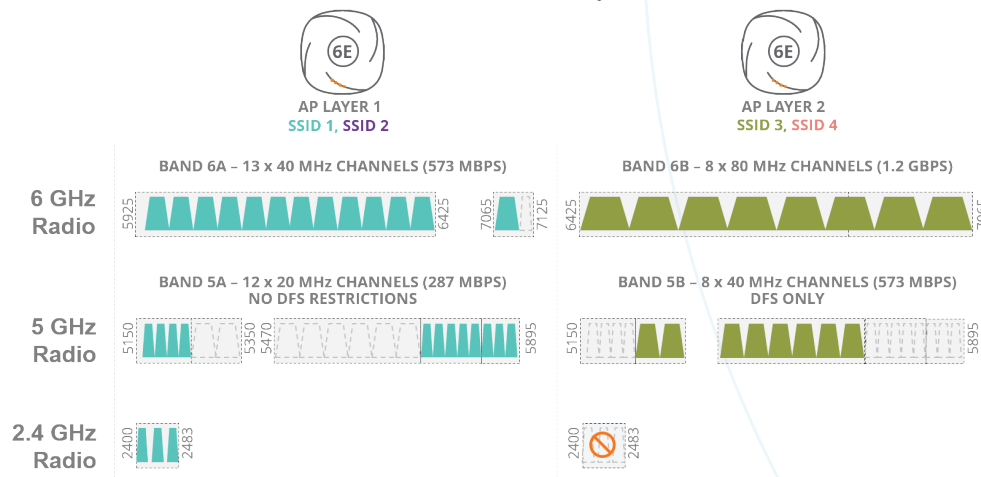 6E
6E
AP LAYER 1
AP LAYER 2
SSID 1, SSID 2
SSID 3, SSID 4
BAND 6A – 13 x 40 MHz CHANNELS (573 MBPS)
BAND 6B – 8 x 80 MHz CHANNELS (1.2 GBPS)
6 GHz
Radio
5925
6425
7065
7125
6425
BAND 5A – 12 x 20 MHz CHANNELS (287 MBPS)
NO DFS RESTRICTIONS
BAND 5B – 8 x 40 MHz CHANNELS (573 MBPS)
DFS ONLY
5 GHz
Radio
5150
5350
5470
5895
5150
5895
2.4 GHz
Radio
2400
2483
2400
2483